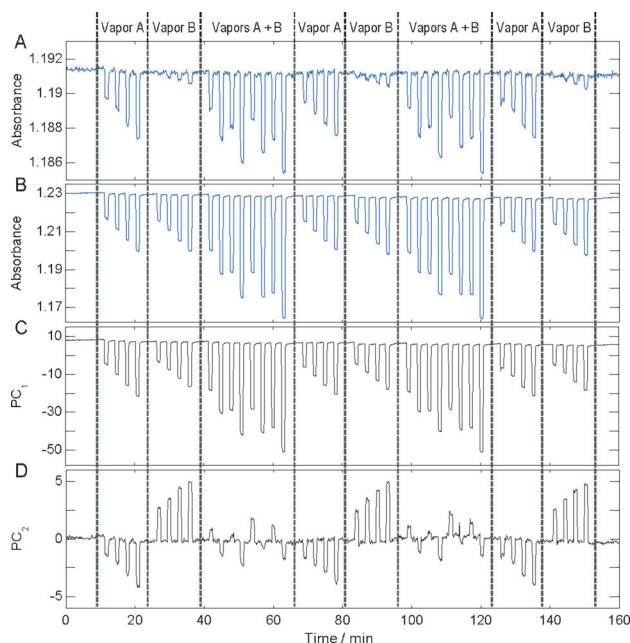 Vapor A Vapor B Vapors A + B Vapor A Vapor B Vapors A + B Vapor A Vapor B
A
1.192
1.19
1.188
1.186
Absorbance
B
1.23
1.21
1.19
1.17
Absorbance
C
10
-10
-30
-50
PC1
D
5
0
-5
PC2
0 20 40 60 80 100 120 140 160
Time / min